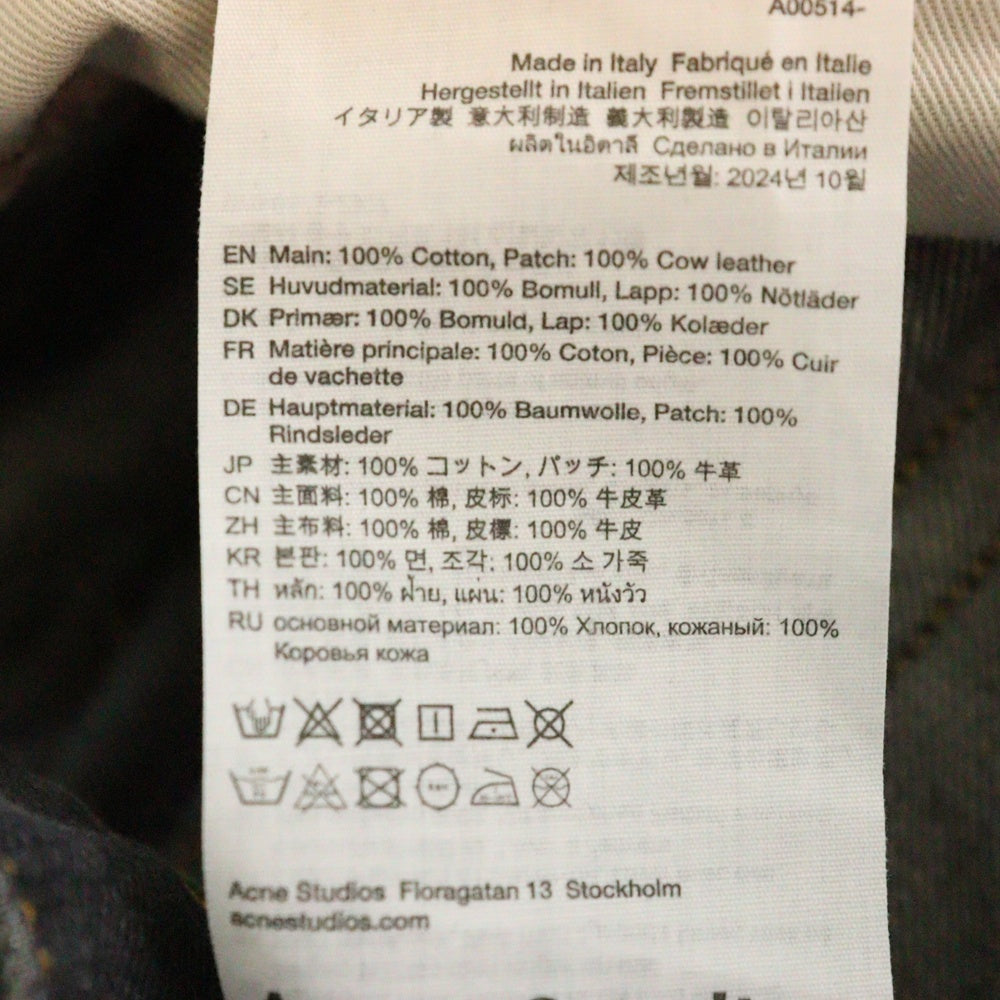 A00514-
Made in Italy Fabriqué en Italie
Hergestellt in Italien Fremstillet i Italien
イタリア製 意大利制造 義大利製造 이탈리아산
ผลิตในอิตาลี Сделано в Италии
제조년월: 2024년 10월
EN Main: 100% Cotton, Patch: 100% Cow leather
SE Huvudmaterial: 100% Bomull, Lapp: 100% Nötläder
DK Primær: 100% Bomuld, Lap: 100% Kolæder
FR Matière principale: 100% Coton, Pièce: 100% Cuir
de vachette
DE Hauptmaterial: 100% Baumwolle, Patch: 100%
Rindsleder
JP 主素材: 100% コットン, パッチ: 100% 牛革
CN 主面料: 100% 棉, 皮标: 100% 牛皮革
ZH 主布料: 100% 棉, 皮標: 100% 牛皮
KR 본판: 100% 면, 조각: 100% 소 가죽
TH หลัก: 100% ฝ้าย, แผ่น: 100% หนังวัว
RU основной материал: 100% Хлопок, кожаный: 100%
Коровья кожа
Acne Studios Floragatan 13 Stockholm
acnestudios.com